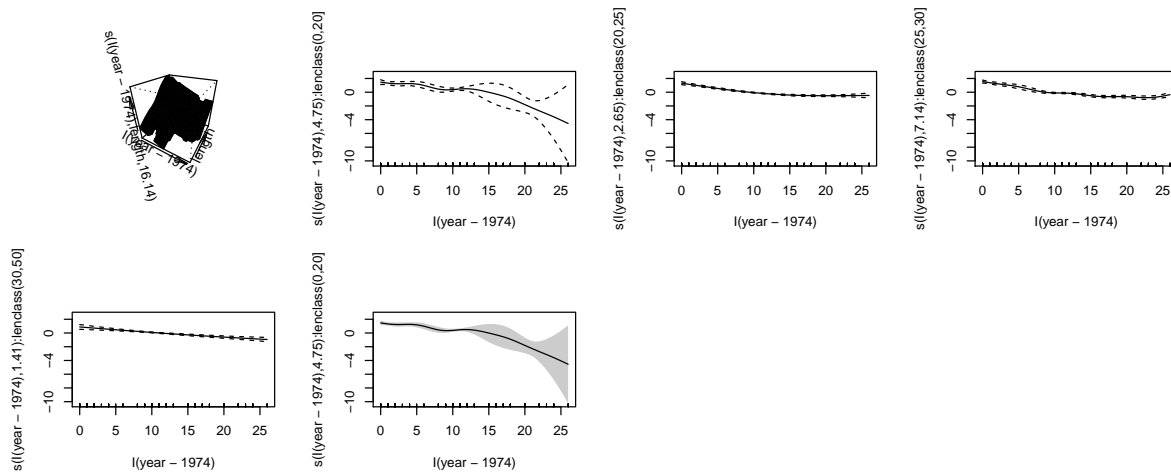 s(I(year − 1974),length,16.14)
I(year − 1974)
length
s(I(year − 1974),4.75):lenclass(0,20]
0
−4
−10
0 5 10 15 20 25
I(year − 1974)
s(I(year − 1974),2.65):lenclass(20,25]
0
−4
−10
0 5 10 15 20 25
I(year − 1974)
s(I(year − 1974),7.14):lenclass(25,30]
0
−4
−10
0 5 10 15 20 25
I(year − 1974)
s(I(year − 1974),1.41):lenclass(30,50]
0
−4
−10
0 5 10 15 20 25
I(year − 1974)
s(I(year − 1974),4.75):lenclass(0,20]
0
−4
−10
0 5 10 15 20 25
I(year − 1974)